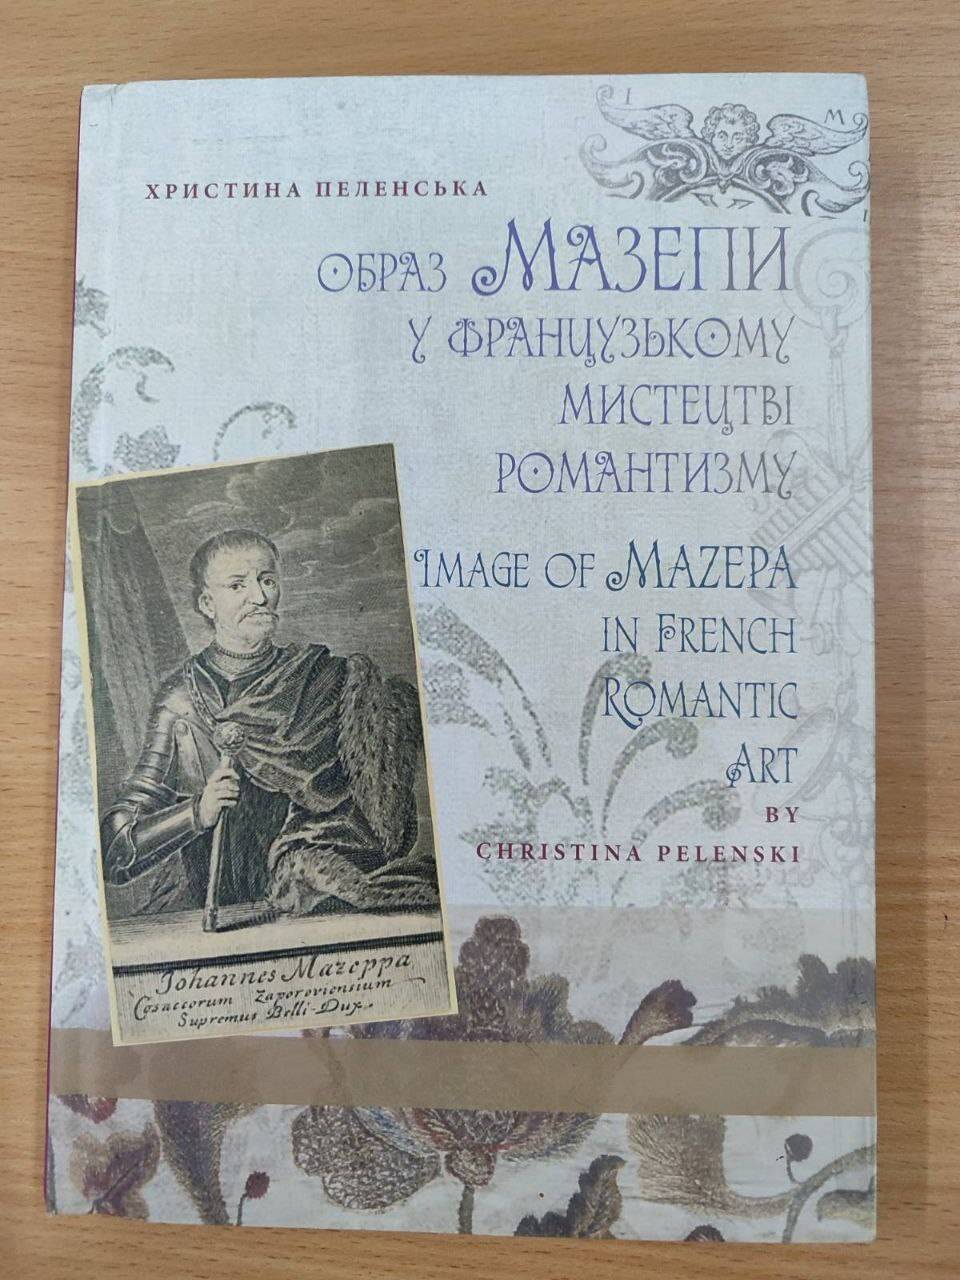 I M
ХРИСТИНА ПЕЛЕНСЬКА
ОБРАЗ МАЗЕПИ
У ФРАНЦУЗЬКОМУ
МИСТЕЦТВІ
РОМАНТИЗМУ
IMAGE OF MAZEPA
IN FRENCH
ROMANTIC
ART
BY
CHRISTINA PELENSKI
Johannes Mazeppa
Cosaccorum Zaporoviensium
Supremus Belli-Dux